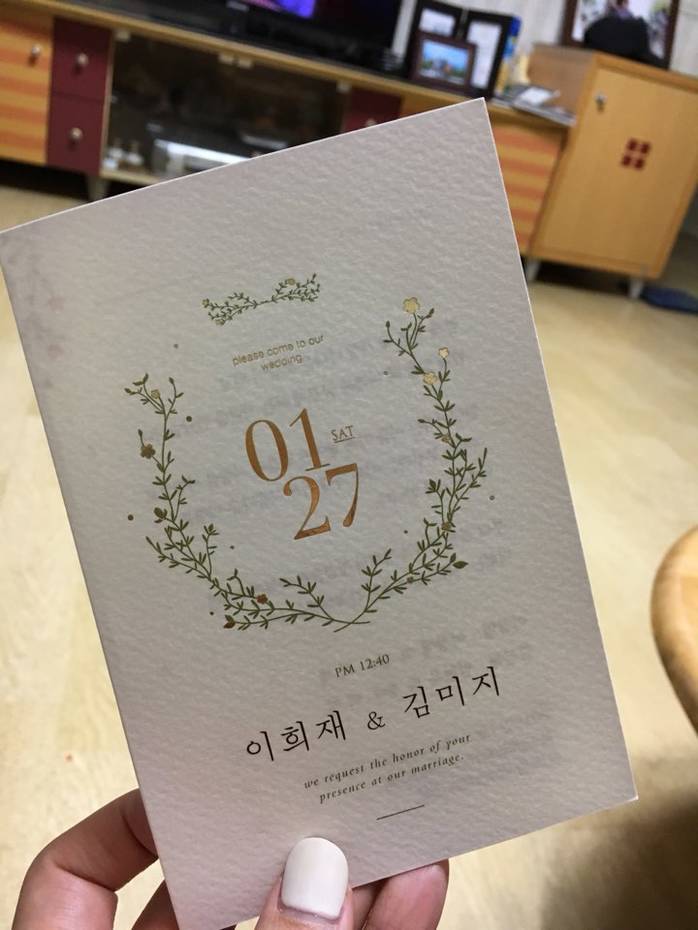 please come to our
wedding
01 SAT
27
PM 12:40
이희재 & 김미지
we request the honor of your
presence at our marriage.